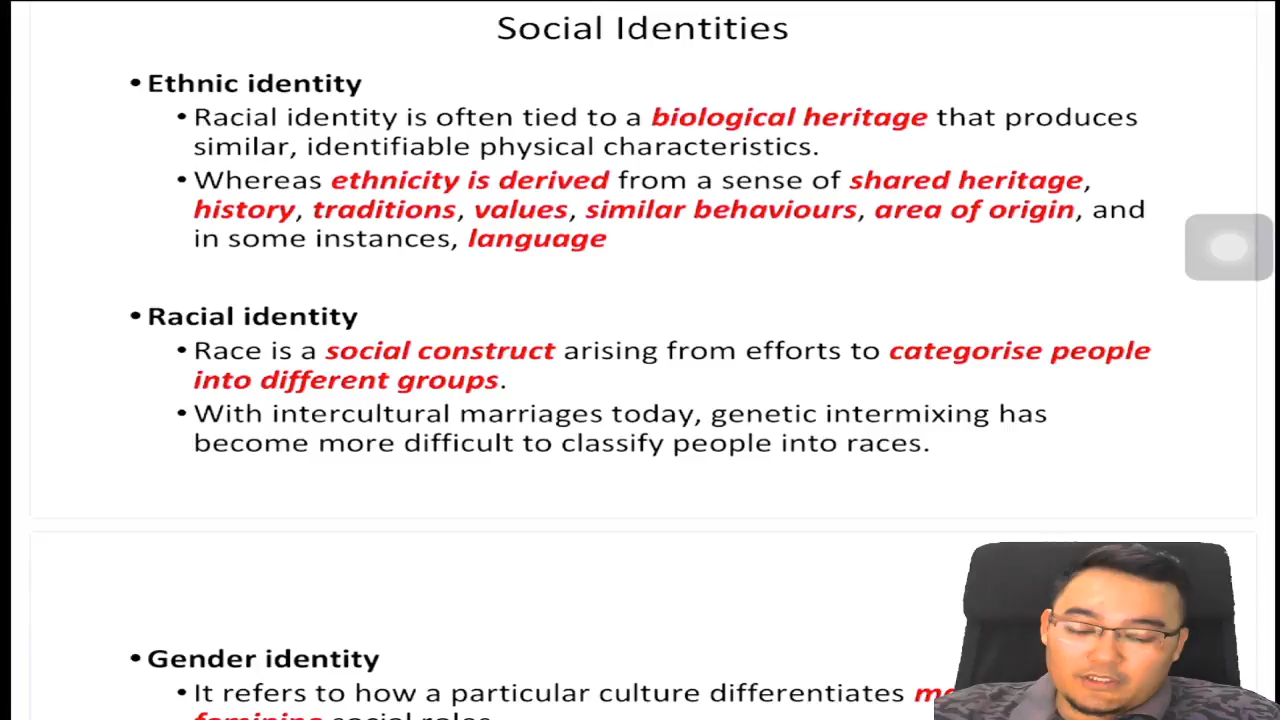 Social Identities
• Ethnic identity
• Racial identity is often tied to a biological heritage that produces
similar, identifiable physical characteristics.
• Whereas ethnicity is derived from a sense of shared heritage,
history, traditions, values, similar behaviours, area of origin, and
in some instances, language
• Racial identity
• Race is a social construct arising from efforts to categorise people
into different groups.
• With intercultural marriages today, genetic intermixing has
become more difficult to classify people into races.
• Gender identity
• It refers to how a particular culture differentiates
feminine social roles